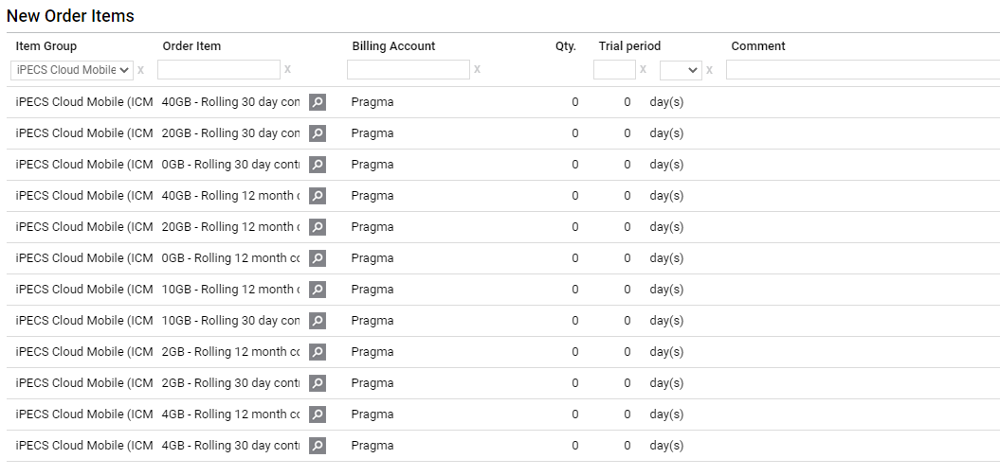 New Order Items
Item Group Order Item Billing Account Qty. Trial period Comment
iPECS Cloud Mobile x x x x x
iPECS Cloud Mobile (ICM 40GB - Rolling 30 day con Pragma 0 0 day(s)
iPECS Cloud Mobile (ICM 20GB - Rolling 30 day con Pragma 0 0 day(s)
iPECS Cloud Mobile (ICM 0GB - Rolling 30 day cont Pragma 0 0 day(s)
iPECS Cloud Mobile (ICM 40GB - Rolling 12 month c Pragma 0 0 day(s)
iPECS Cloud Mobile (ICM 20GB - Rolling 12 month c Pragma 0 0 day(s)
iPECS Cloud Mobile (ICM 0GB - Rolling 12 month co Pragma 0 0 day(s)
iPECS Cloud Mobile (ICM 10GB - Rolling 12 month c Pragma 0 0 day(s)
iPECS Cloud Mobile (ICM 10GB - Rolling 30 day con Pragma 0 0 day(s)
iPECS Cloud Mobile (ICM 2GB - Rolling 12 month co Pragma 0 0 day(s)
iPECS Cloud Mobile (ICM 2GB - Rolling 30 day cont Pragma 0 0 day(s)
iPECS Cloud Mobile (ICM 4GB - Rolling 12 month co Pragma 0 0 day(s)
iPECS Cloud Mobile (ICM 4GB - Rolling 30 day cont Pragma 0 0 day(s)